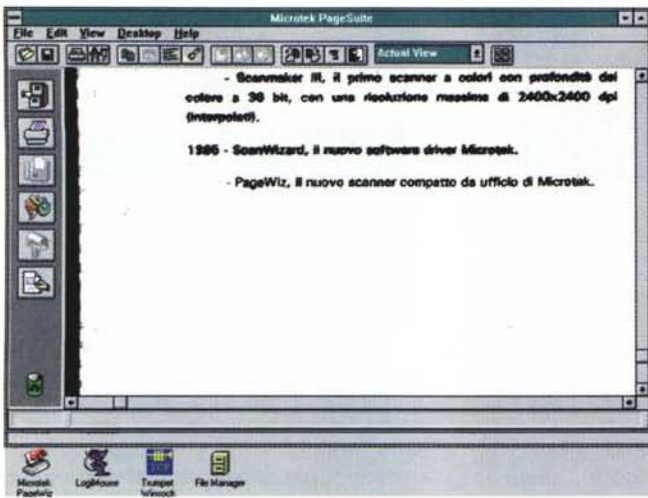 Microtek PageSuite
File Edit View Desktop Help
Actual View
- Scanmaker III, il primo scanner a colori con profondità del
colore a 36 bit, con una risoluzione massima di 2400x2400 dpi
(interpolati).
1995 - ScanWizard, il nuovo software driver Microtek.
- PageWiz, il nuovo scanner compatto da ufficio di Microtek.
Microtek
PageWiz
LogiMouse
Trumpet
Winsock
File Manager